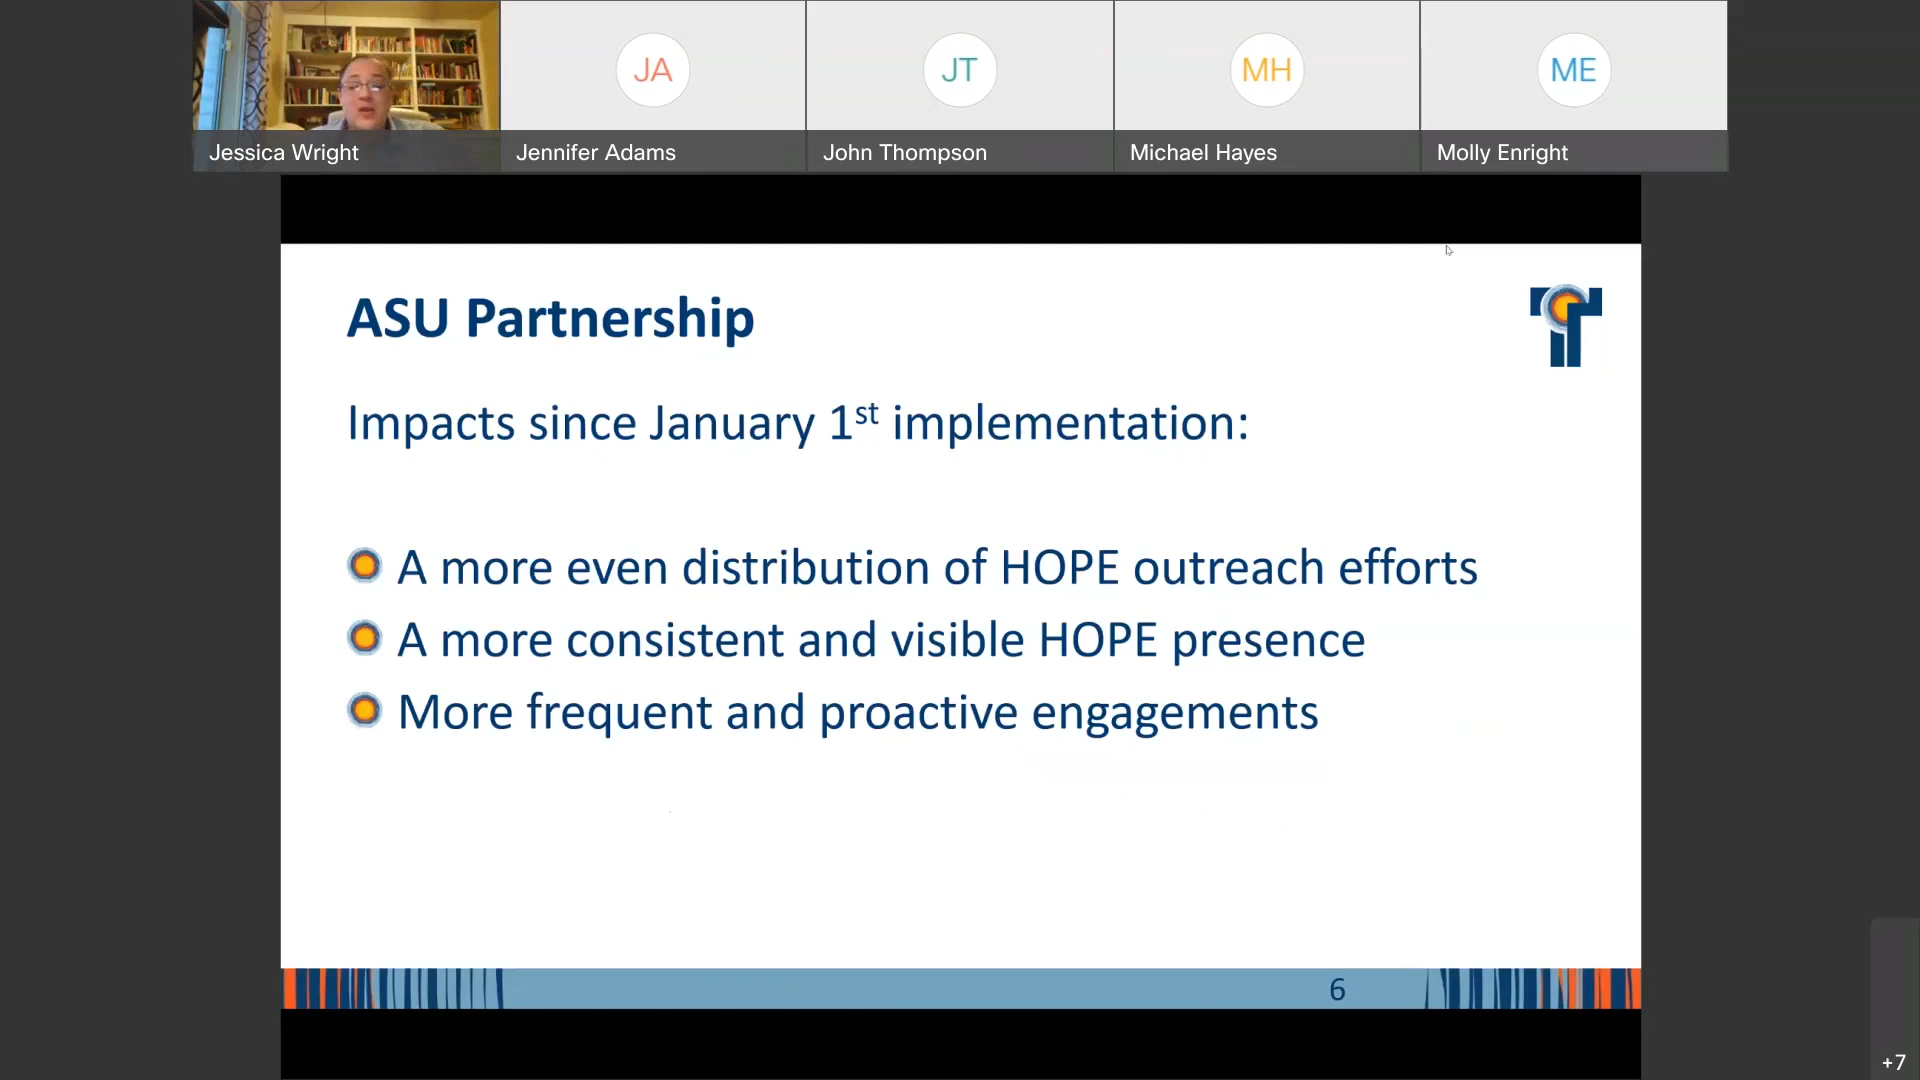 JA
JT
MH
ME
Jessica Wright
Jennifer Adams
John Thompson
Michael Hayes
Molly Enright
ASU Partnership
Impacts since January 1st implementation:
A more even distribution of HOPE outreach efforts
A more consistent and visible HOPE presence
More frequent and proactive engagements
6
+7